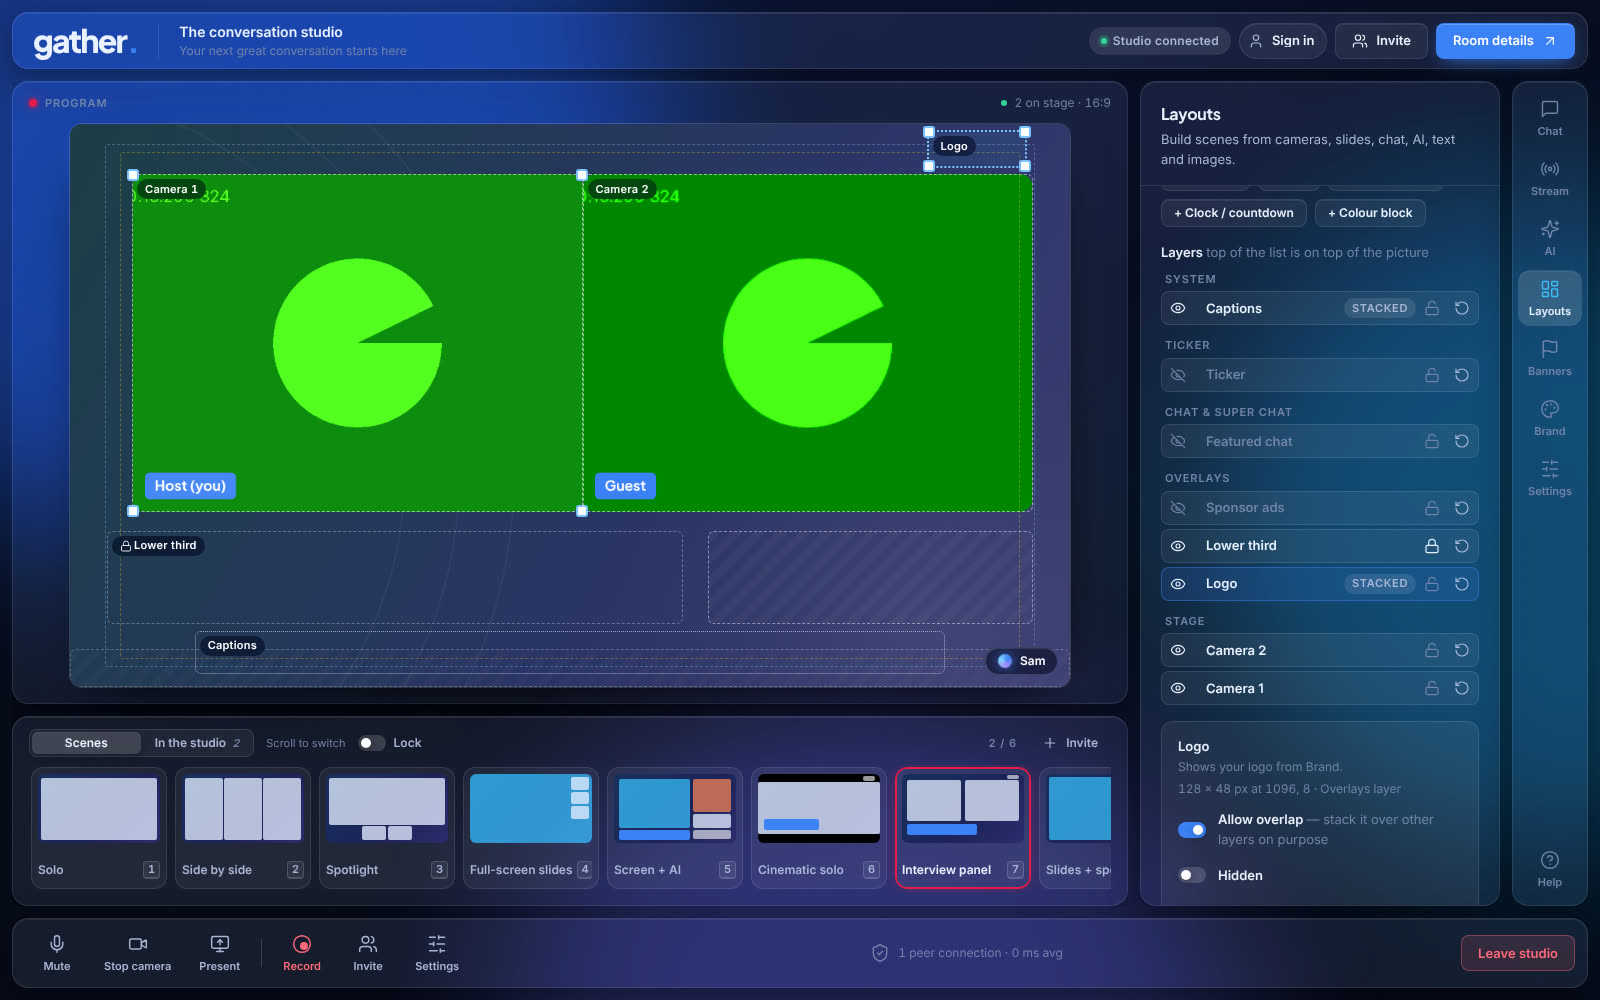 gather.
The conversation studio
Your next great conversation starts here
Studio connected
Sign in
Invite
Room details
PROGRAM
2 on stage · 16:9
Logo
Camera 1
324
Camera 2
324
Host (you)
Guest
Lower third
Captions
Sam
Scenes
In the studio 2
Scroll to switch
Lock
2 / 6
Invite
Solo 1
Side by side 2
Spotlight 3
Full-screen slides 4
Screen + AI 5
Cinematic solo 6
Interview panel 7
Slides +
Layouts
Build scenes from cameras, slides, chat, AI, text
and images.
+ Clock / countdown
+ Colour block
Layers top of the list is on top of the picture
SYSTEM
Captions STACKED
TICKER
Ticker
CHAT & SUPER CHAT
Featured chat
OVERLAYS
Sponsor ads
Lower third
Logo STACKED
STAGE
Camera 2
Camera 1
Logo
Shows your logo from Brand.
128 × 48 px at 1096, 8 · Overlays layer
Allow overlap — stack it over other
layers on purpose
Hidden
Chat
Stream
AI
Layouts
Banners
Brand
Settings
Help
Mute
Stop camera
Present
Record
Invite
Settings
1 peer connection · 0 ms avg
Leave studio